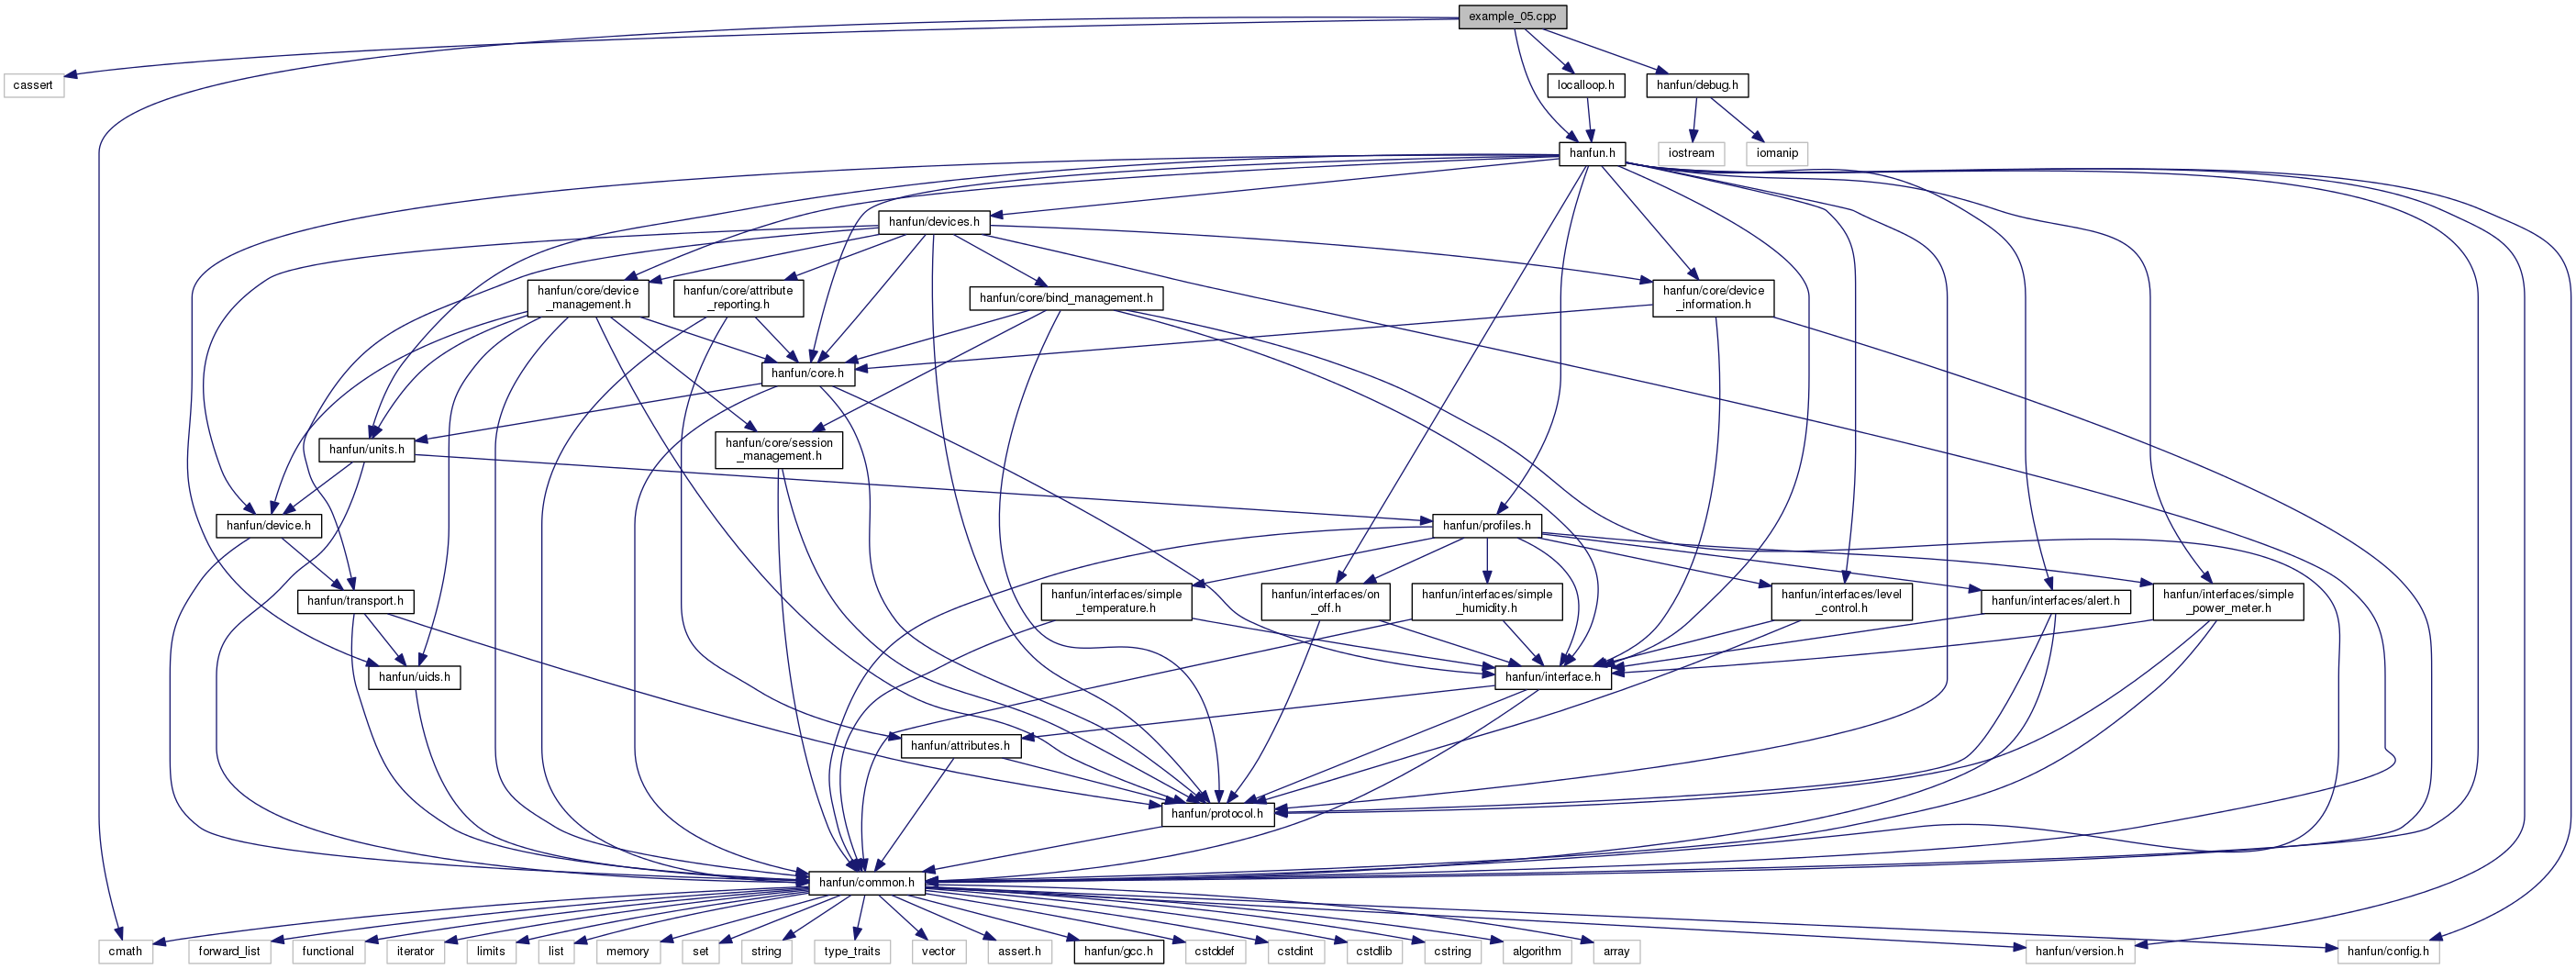 example_05.cpp
cassert
localloop.h
hanfun/debug.h
hanfun.h
iostream
iomanip
hanfun/devices.h
hanfun/core/device
_management.h
hanfun/core/attribute
_reporting.h
hanfun/core/bind_management.h
hanfun/core/device
_information.h
hanfun/core.h
hanfun/units.h
hanfun/core/session
_management.h
hanfun/device.h
hanfun/profiles.h
hanfun/transport.h
hanfun/interfaces/simple
_temperature.h
hanfun/interfaces/on
_off.h
hanfun/interfaces/simple
_humidity.h
hanfun/interfaces/level
_control.h
hanfun/interfaces/alert.h
hanfun/interfaces/simple
_power_meter.h
hanfun/uids.h
hanfun/interface.h
hanfun/attributes.h
hanfun/protocol.h
hanfun/common.h
cmath
forward_list
functional
iterator
limits
list
memory
set
string
type_traits
vector
assert.h
hanfun/gcc.h
cstddef
cstdint
cstdlib
cstring
algorithm
array
hanfun/version.h
hanfun/config.h